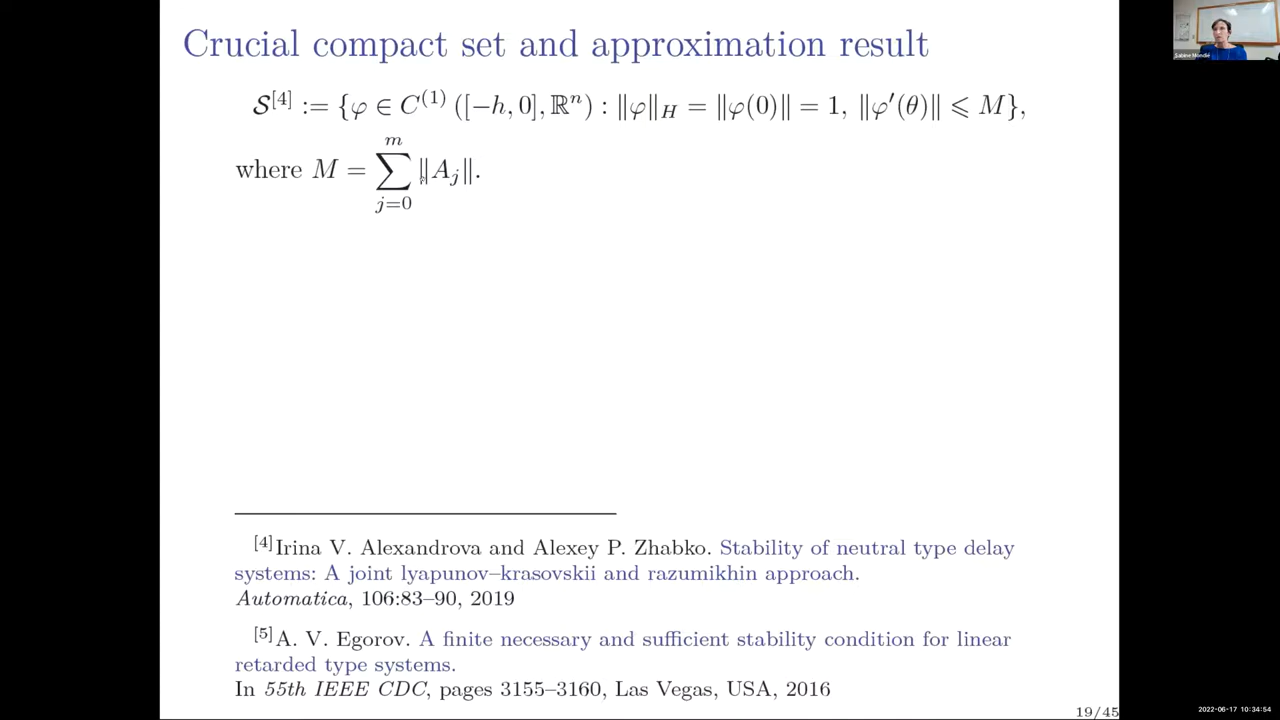 Crucial compact set and approximation result
𝒮^[4] := {φ ∈ C^(1) ([−h, 0], ℝ^n) : ‖φ‖_H = ‖φ(0)‖ = 1, ‖φ′(θ)‖ ⩽ M},
where M = ∑_{j=0}^{m} ‖A_j‖.
[4] Irina V. Alexandrova and Alexey P. Zhabko. Stability of neutral type delay
systems: A joint lyapunov–krasovskii and razumikhin approach.
Automatica, 106:83–90, 2019
[5] A. V. Egorov. A finite necessary and sufficient stability condition for linear
retarded type systems.
In 55th IEEE CDC, pages 3155–3160, Las Vegas, USA, 2016
19/45
Sabine Mondié
2022-06-17 10:34:54